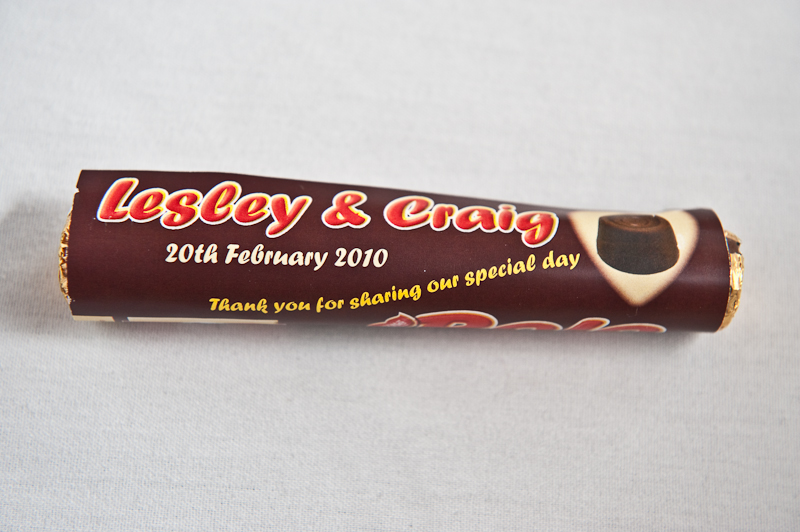 Lesley & Craig
20th February 2010
Thank you for sharing our special day